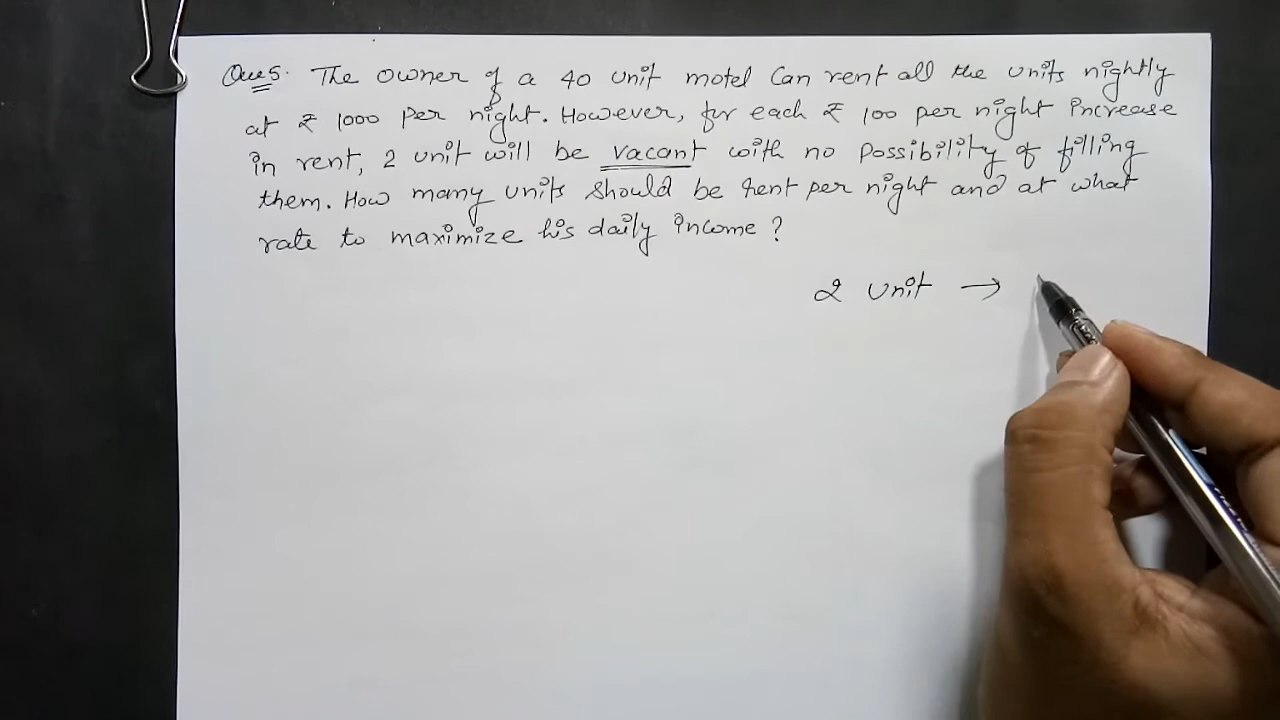 Ques. The owner of a 40 unit motel can rent all the units nightly
at ₹ 1000 per night. However, for each ₹ 100 per night increase
in rent, 2 unit will be vacant with no possibility of filling
them. How many units should be rent per night and at what
rate to maximize his daily income ?
2 unit →